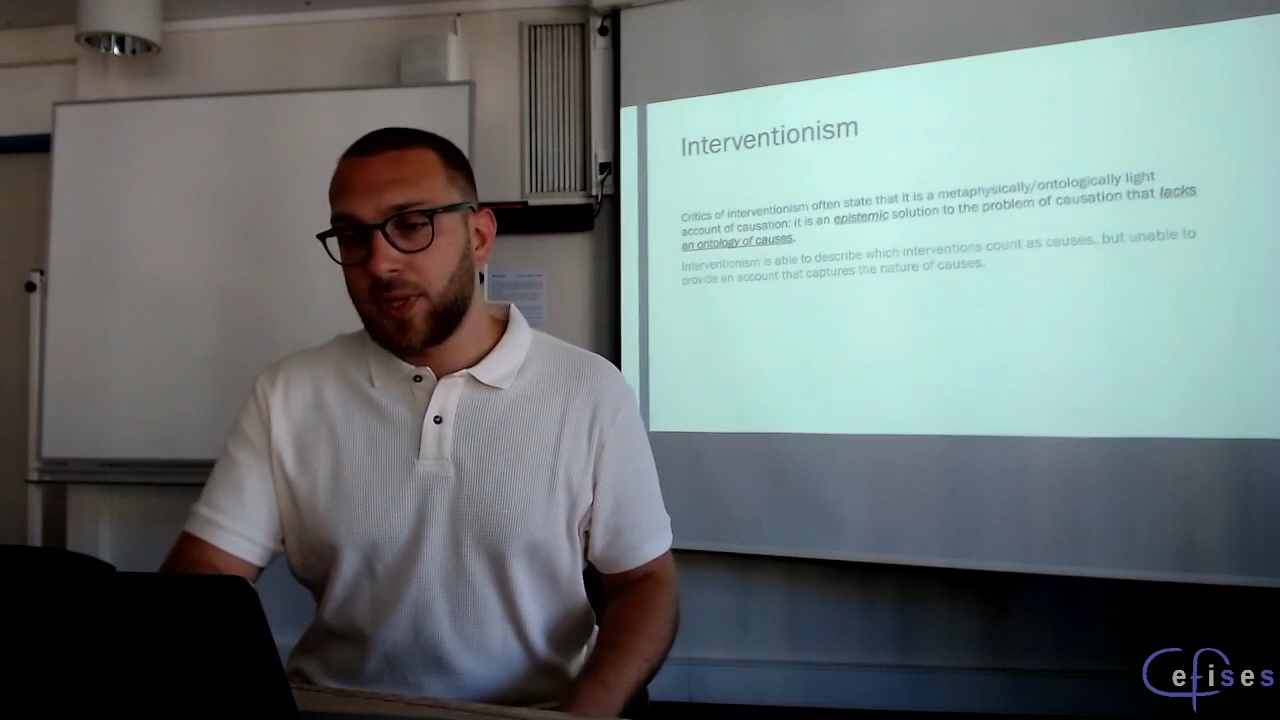 Interventionism
Critics of interventionism often state that it is a metaphysically/ontologically light
account of causation: it is an epistemic solution to the problem of causation that lacks
an ontology of causes.
Interventionism is able to describe which interventions count as causes, but unable to
provide an account that captures the nature of causes.
efises